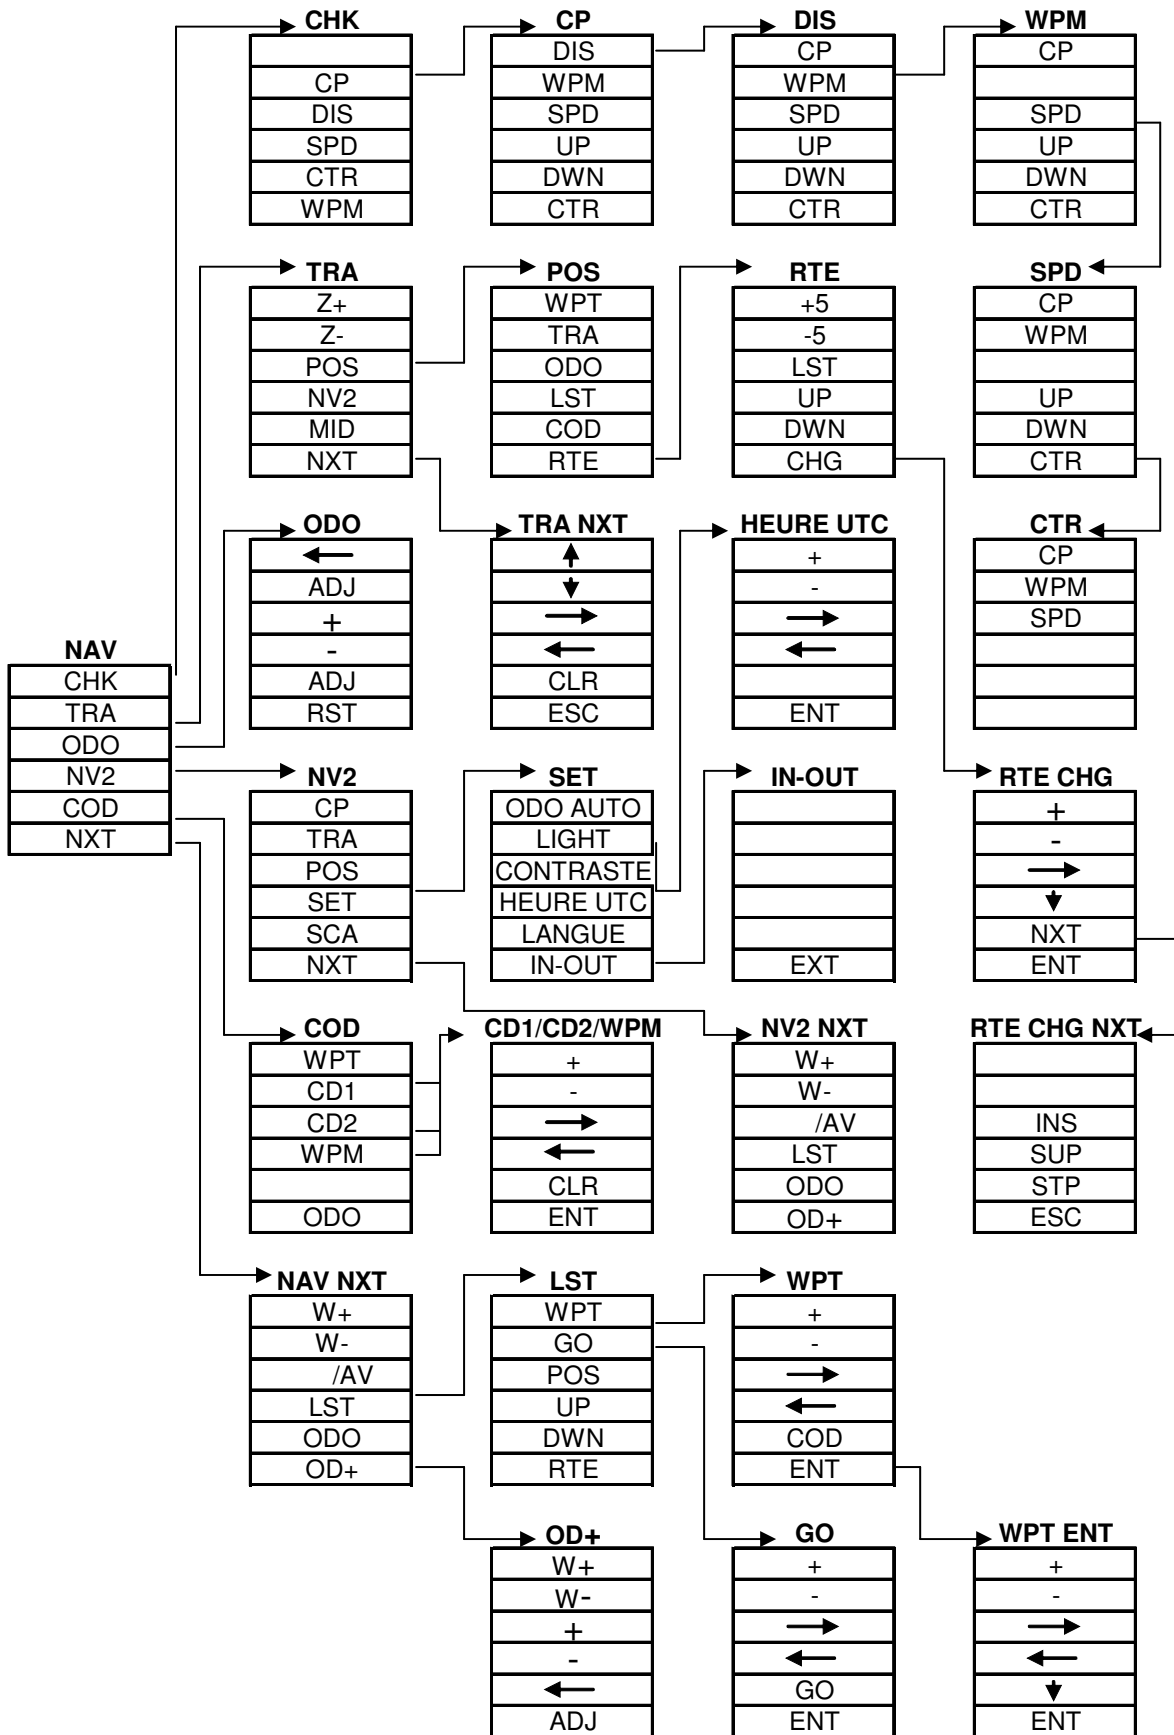 CHK
CP
DIS
SPD
CTR
WPM
CP
DIS
WPM
SPD
UP
DWN
CTR
DIS
CP
WPM
SPD
UP
DWN
CTR
WPM
CP
SPD
UP
DWN
CTR
TRA
Z+
Z-
POS
NV2
MID
NXT
POS
WPT
TRA
ODO
LST
COD
RTE
RTE
+5
-5
LST
UP
DWN
CHG
SPD
CP
WPM
UP
DWN
CTR
NAV
CHK
TRA
ODO
NV2
COD
NXT
ODO
←
ADJ
+
-
ADJ
RST
TRA NXT
↑
↓
→
←
CLR
ESC
HEURE UTC
+
-
→
←
ENT
CTR
CP
WPM
SPD
NV2
CP
TRA
POS
SET
SCA
NXT
SET
ODO AUTO
LIGHT
CONTRASTE
HEURE UTC
LANGUE
IN-OUT
IN-OUT
EXT
RTE CHG
+
-
→
↓
NXT
ENT
COD
WPT
CD1
CD2
WPM
ODO
CD1/CD2/WPM
+
-
→
←
CLR
ENT
NV2 NXT
W+
W-
/AV
LST
ODO
OD+
RTE CHG NXT
INS
SUP
STP
ESC
NAV NXT
W+
W-
/AV
LST
ODO
OD+
LST
WPT
GO
POS
UP
DWN
RTE
WPT
+
-
→
←
COD
ENT
OD+
W+
W-
+
-
←
ADJ
GO
+
-
→
←
GO
ENT
WPT ENT
+
-
→
←
↓
ENT